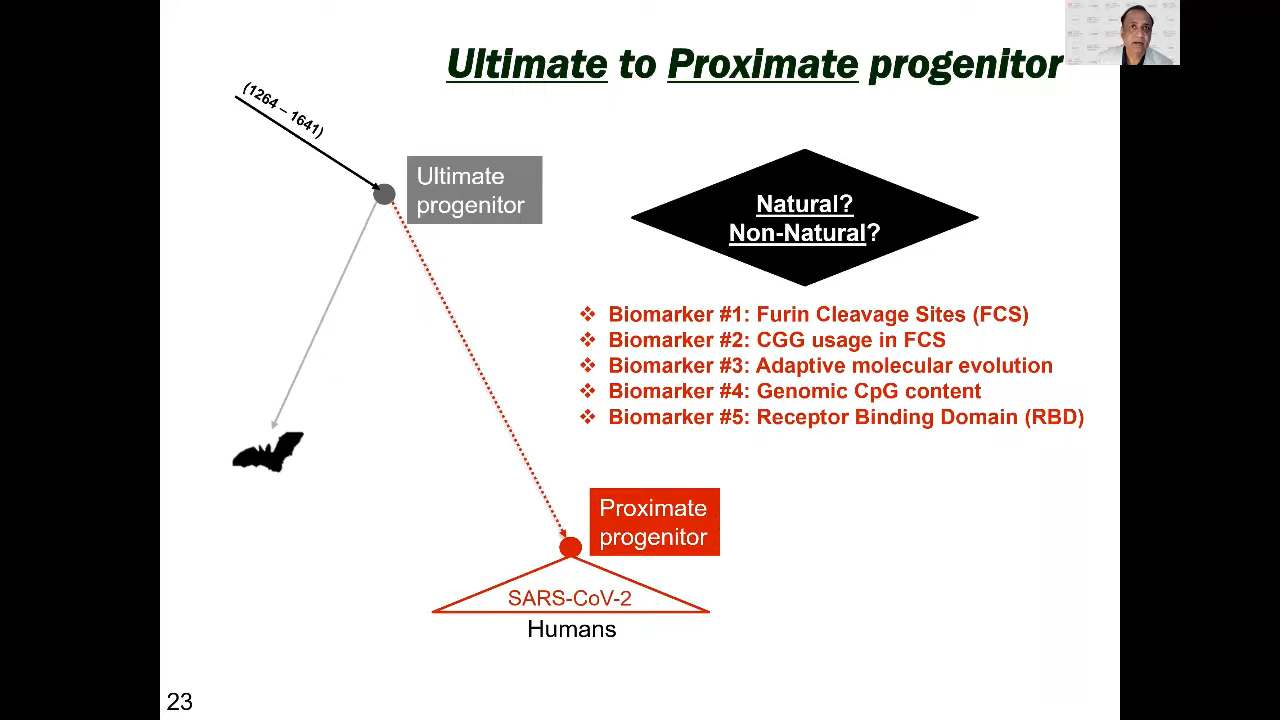 Ultimate to Proximate progenitor
(1264 – 1641)
Ultimate
progenitor
Natural?
Non-Natural?
❖ Biomarker #1: Furin Cleavage Sites (FCS)
❖ Biomarker #2: CGG usage in FCS
❖ Biomarker #3: Adaptive molecular evolution
❖ Biomarker #4: Genomic CpG content
❖ Biomarker #5: Receptor Binding Domain (RBD)
Proximate
progenitor
SARS-CoV-2
Humans
23